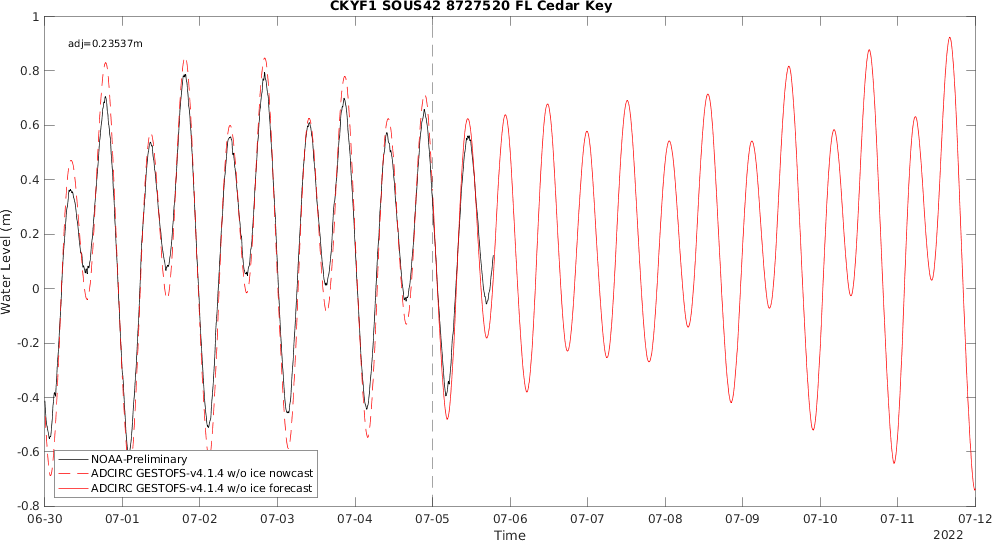 CKYF1 SOUS42 8727520 FL Cedar Key
adj=0.23537m
Water Level (m)
1
0.8
0.6
0.4
0.2
0
-0.2
-0.4
-0.6
-0.8
NOAA-Preliminary
ADCIRC GESTOFS-v4.1.4 w/o ice nowcast
ADCIRC GESTOFS-v4.1.4 w/o ice forecast
06-30 07-01 07-02 07-03 07-04 07-05 07-06 07-07 07-08 07-09 07-10 07-11 07-12
Time
2022